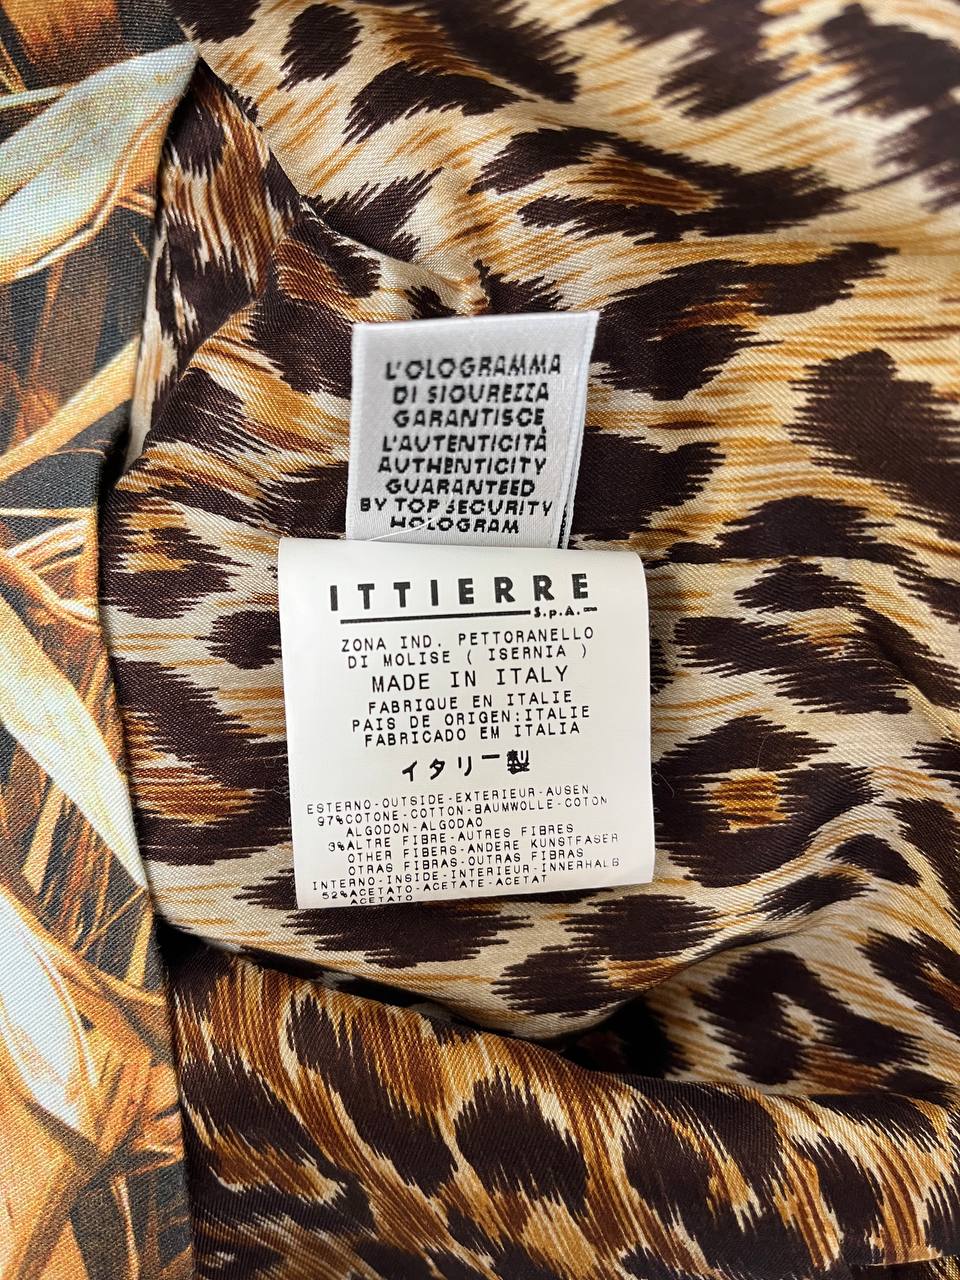 L'OLOGRAMMA
DI SICUREZZA
GARANTISCE
L'AUTENTICITÀ
AUTHENTICITY
GUARANTEED
BY TOP SECURITY
HOLOGRAM
ITTIERRE
S.p.A.
ZONA IND. PETTORANELLO
DI MOLISE ( ISERNIA )
MADE IN ITALY
FABRIQUE EN ITALIE
PAIS DE ORIGEN:ITALIE
FABRICADO EM ITALIA
イタリー製
ESTERNO-OUTSIDE-EXTERIEUR-AUSEN
97%COTONE-COTTON-BAUMWOLLE-COTON
ALGODON-ALGODAO
3%ALTRE FIBRE-AUTRES FIBRES
OTHER FIBERS-ANDERE KUNSTFASER
OTRAS FIBRAS-OUTRAS FIBRAS
INTERNO-INSIDE-INTERIEUR-INNERHALB
52%ACETATO-ACETATE-ACETAT
ACETATO